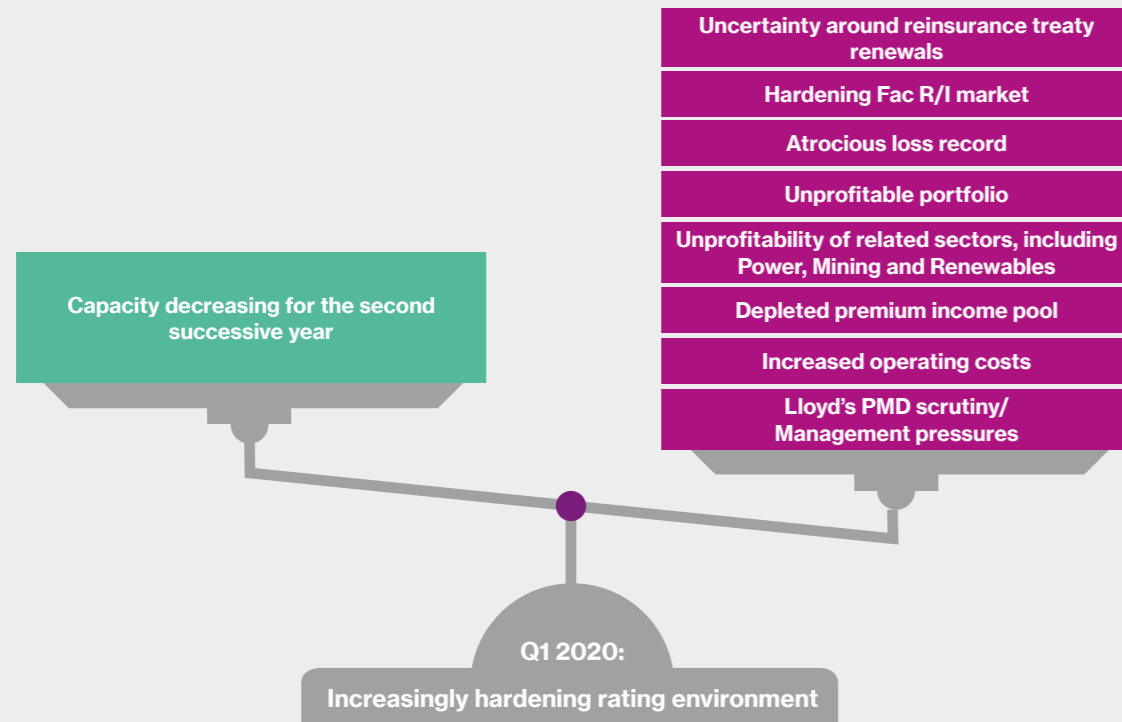 Uncertainty around reinsurance treaty
renewals
Hardening Fac R/I market
Atrocious loss record
Unprofitable portfolio
Unprofitability of related sectors, including
Power, Mining and Renewables
Depleted premium income pool
Increased operating costs
Lloyd’s PMD scrutiny/
Management pressures
Capacity decreasing for the second
successive year
Q1 2020:
Increasingly hardening rating environment